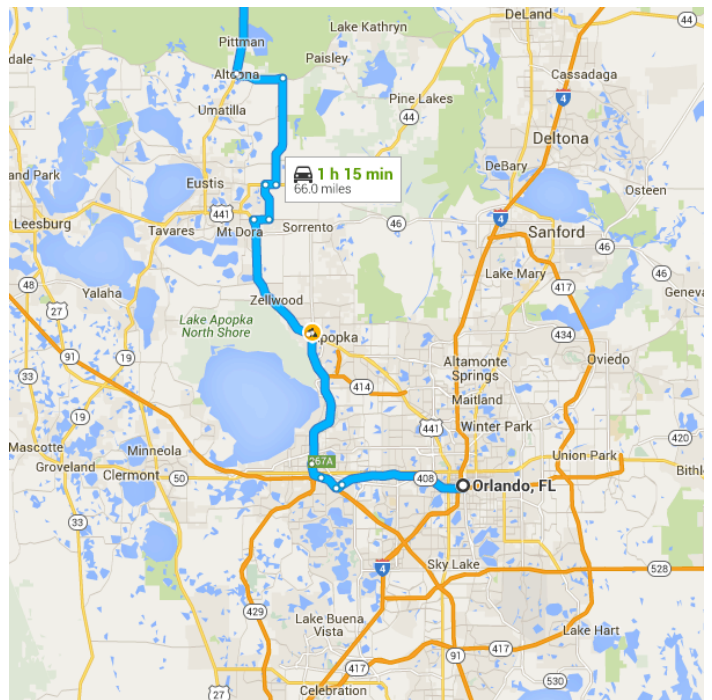 Lake Kathryn
DeLand
44
Pittman
Paisley
Altoona
Cassadaga
4
Umatilla
Pine Lakes
44
Deltona
DeBary
and Park
1 h 15 min
66.0 miles
Eustis
Osteen
441
Leesburg
Tavares
Mt Dora
Sorrento
46
4
Sanford
46
Lake Mary
417
46
Geneva
48
Yalaha
27
Zellwood
Lake Apopka
North Shore
Apopka
434
91
19
33
Altamonte
Springs
Oviedo
414
Maitland
19
441
Winter Park
420
Mascotte
Minneola
Groveland
Clermont
50
267A
408
Union Park
Bithlo
Orlando, FL
33
4
Sky Lake
528
429
Lake Buena
Vista
Lake Hart
417
417
91
27
Celebration
530